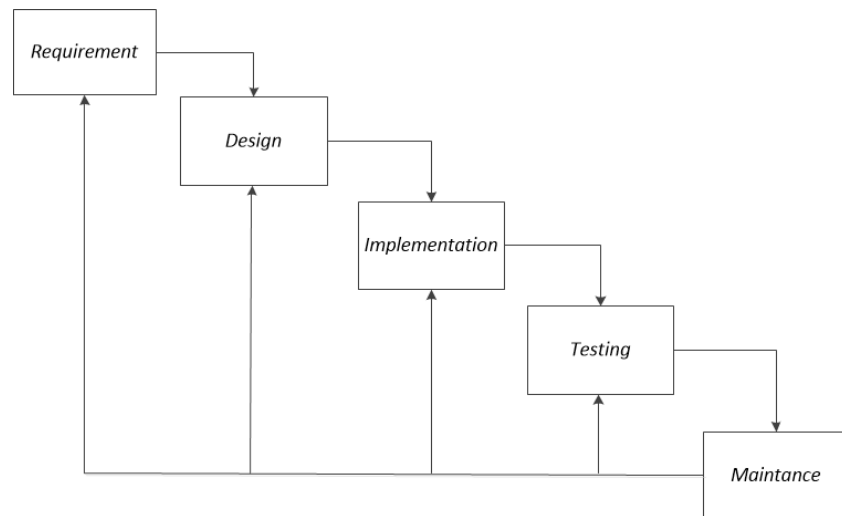 Requirement
Design
Implementation
Testing
Maintance